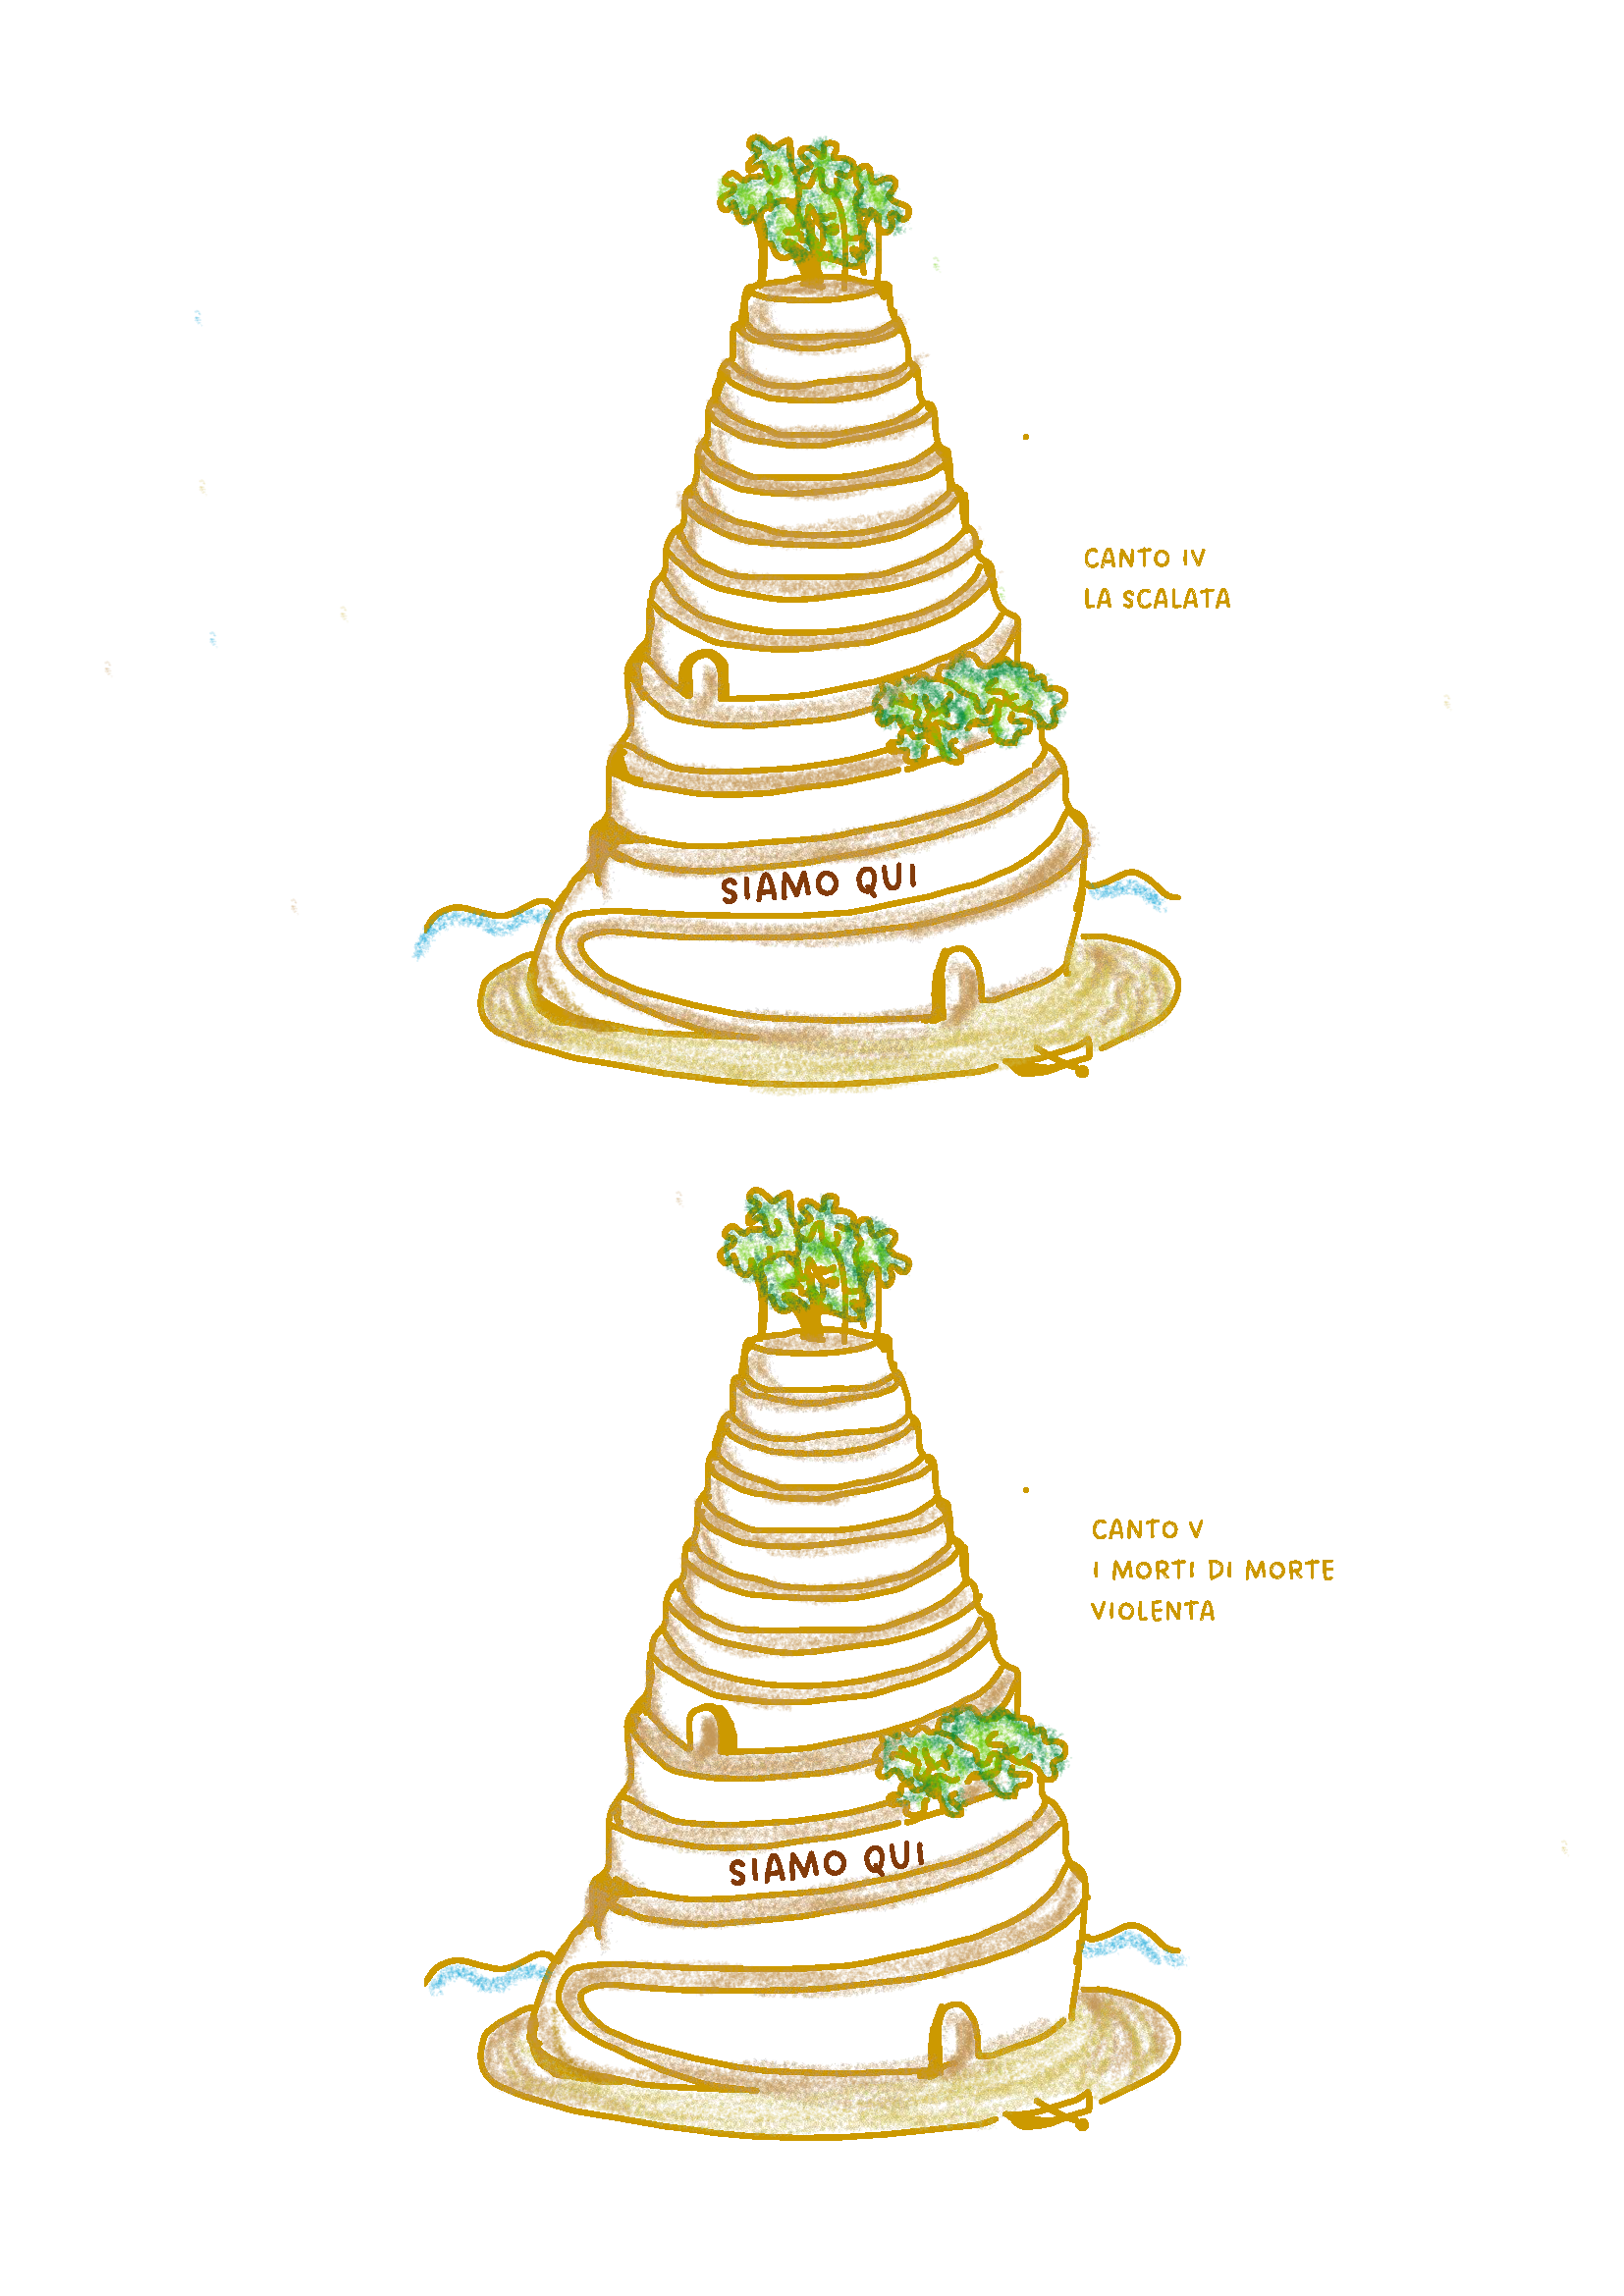 CANTO IV
LA SCALATA
SIAMO QUI
CANTO V
I MORTI DI MORTE
VIOLENTA
SIAMO QUI